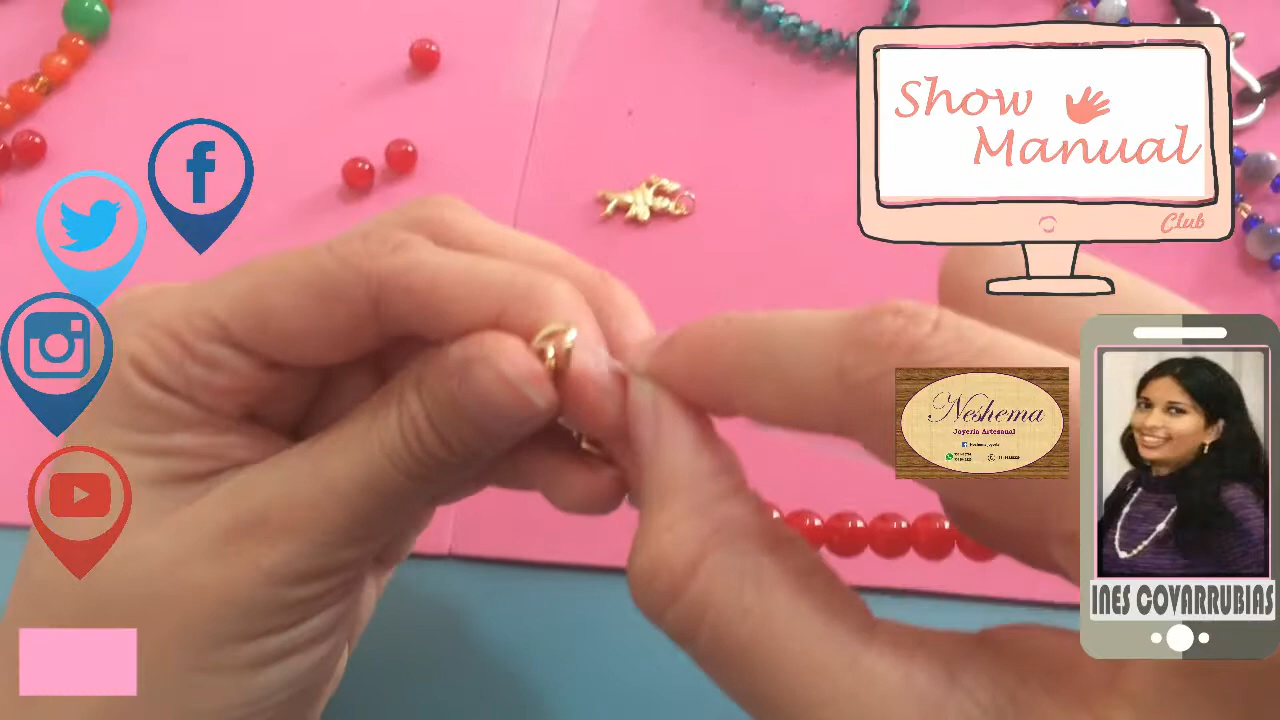 Show
Manual
Club
Neshema
Joyería Artesanal
INES COVARRUBIAS